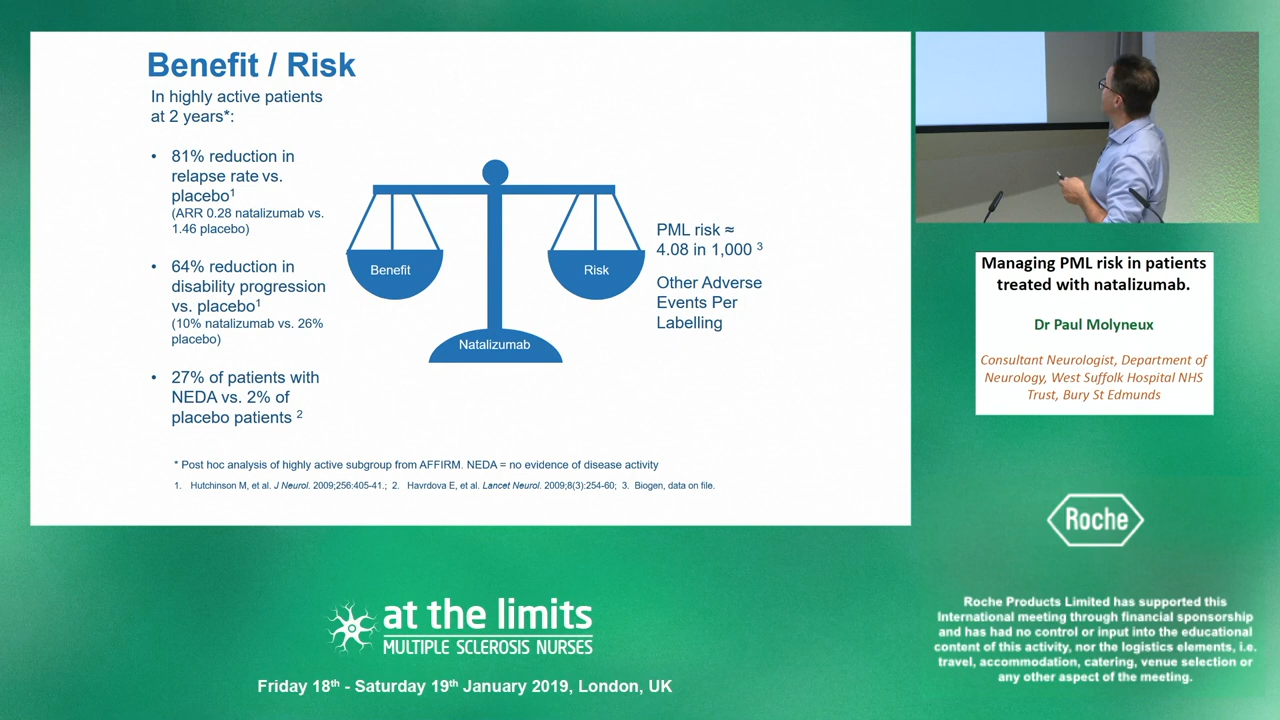 Benefit / Risk
In highly active patients
at 2 years*:
• 81% reduction in
relapse rate vs.
placebo1
(ARR 0.28 natalizumab vs.
1.46 placebo)
• 64% reduction in
disability progression
vs. placebo1
(10% natalizumab vs. 26%
placebo)
• 27% of patients with
NEDA vs. 2% of
placebo patients 2
Benefit
Risk
Natalizumab
PML risk ≈
4.08 in 1,000 3
Other Adverse
Events Per
Labelling
* Post hoc analysis of highly active subgroup from AFFIRM. NEDA = no evidence of disease activity
1. Hutchinson M, et al. J Neurol. 2009;256:405-41.; 2. Havrdova E, et al. Lancet Neurol. 2009;8(3):254-60; 3. Biogen, data on file.
Managing PML risk in patients
treated with natalizumab.
Dr Paul Molyneux
Consultant Neurologist, Department of
Neurology, West Suffolk Hospital NHS
Trust, Bury St Edmunds
Roche
Roche Products Limited has supported this
International meeting through financial sponsorship
and has had no control or input into the educational
content of this activity, nor the logistics elements, i.e.
travel, accommodation, catering, venue selection or
any other aspect of the meeting.
at the limits
MULTIPLE SCLEROSIS NURSES
Friday 18th - Saturday 19th January 2019, London, UK